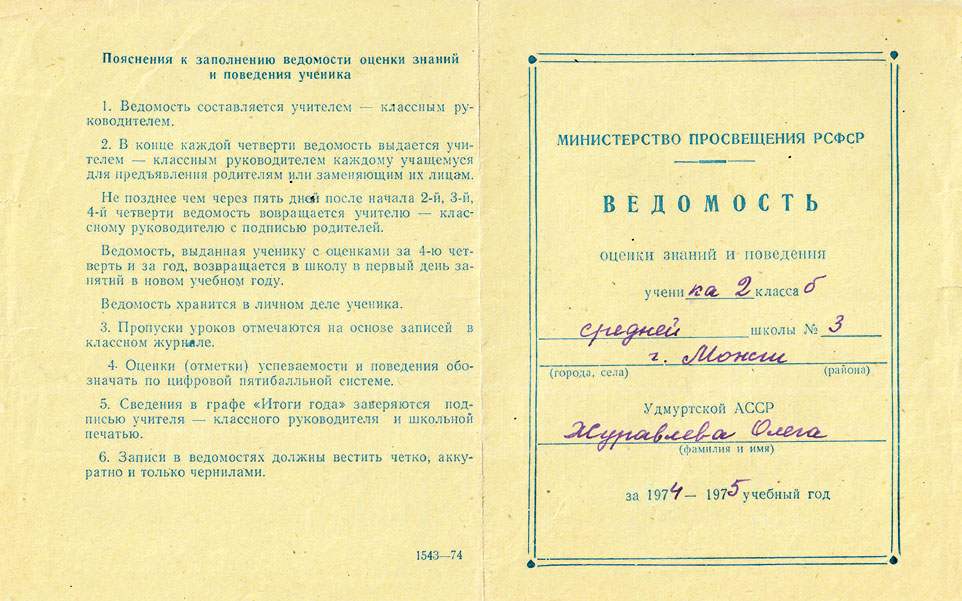 Пояснения к заполнению ведомости оценки знаний
и поведения ученика
1. Ведомость составляется учителем — классным ру-
ководителем.
2. В конце каждой четверти ведомость выдается учи-
телем — классным руководителем каждому учащемуся
для предъявления родителям или заменяющим их лицам.
Не позднее чем через пять дней после начала 2-й, 3-й,
4-й четверти ведомость вовращается учителю — клас-
сному руководителю с подписью родителей.
Ведомость, выданная ученику с оценками за 4-ю чет-
верть и за год, возвращается в школу в первый день за-
нятий в новом учебном году.
Ведомость хранится в личном деле ученика.
3. Пропуски уроков отмечаются на основе записей в
классном журнале.
4. Оценки (отметки) успеваемости и поведения обо-
значать по цифровой пятибалльной системе.
5. Сведения в графе «Итоги года» заверяются под-
писью учителя — классного руководителя и школьной
печатью.
6. Записи в ведомостях должны вестить четко, акку-
ратно и только чернилами.
1543—74
МИНИСТЕРСТВО ПРОСВЕЩЕНИЯ РСФСР
ВЕДОМОСТЬ
оценки знаний и поведения
учени ка 2 класса б
средней школы № 3
г. Можги
(города, села) (района)
Удмуртской АССР
Журавлева Олега
(фамилия и имя)
за 1974 — 1975 учебный год